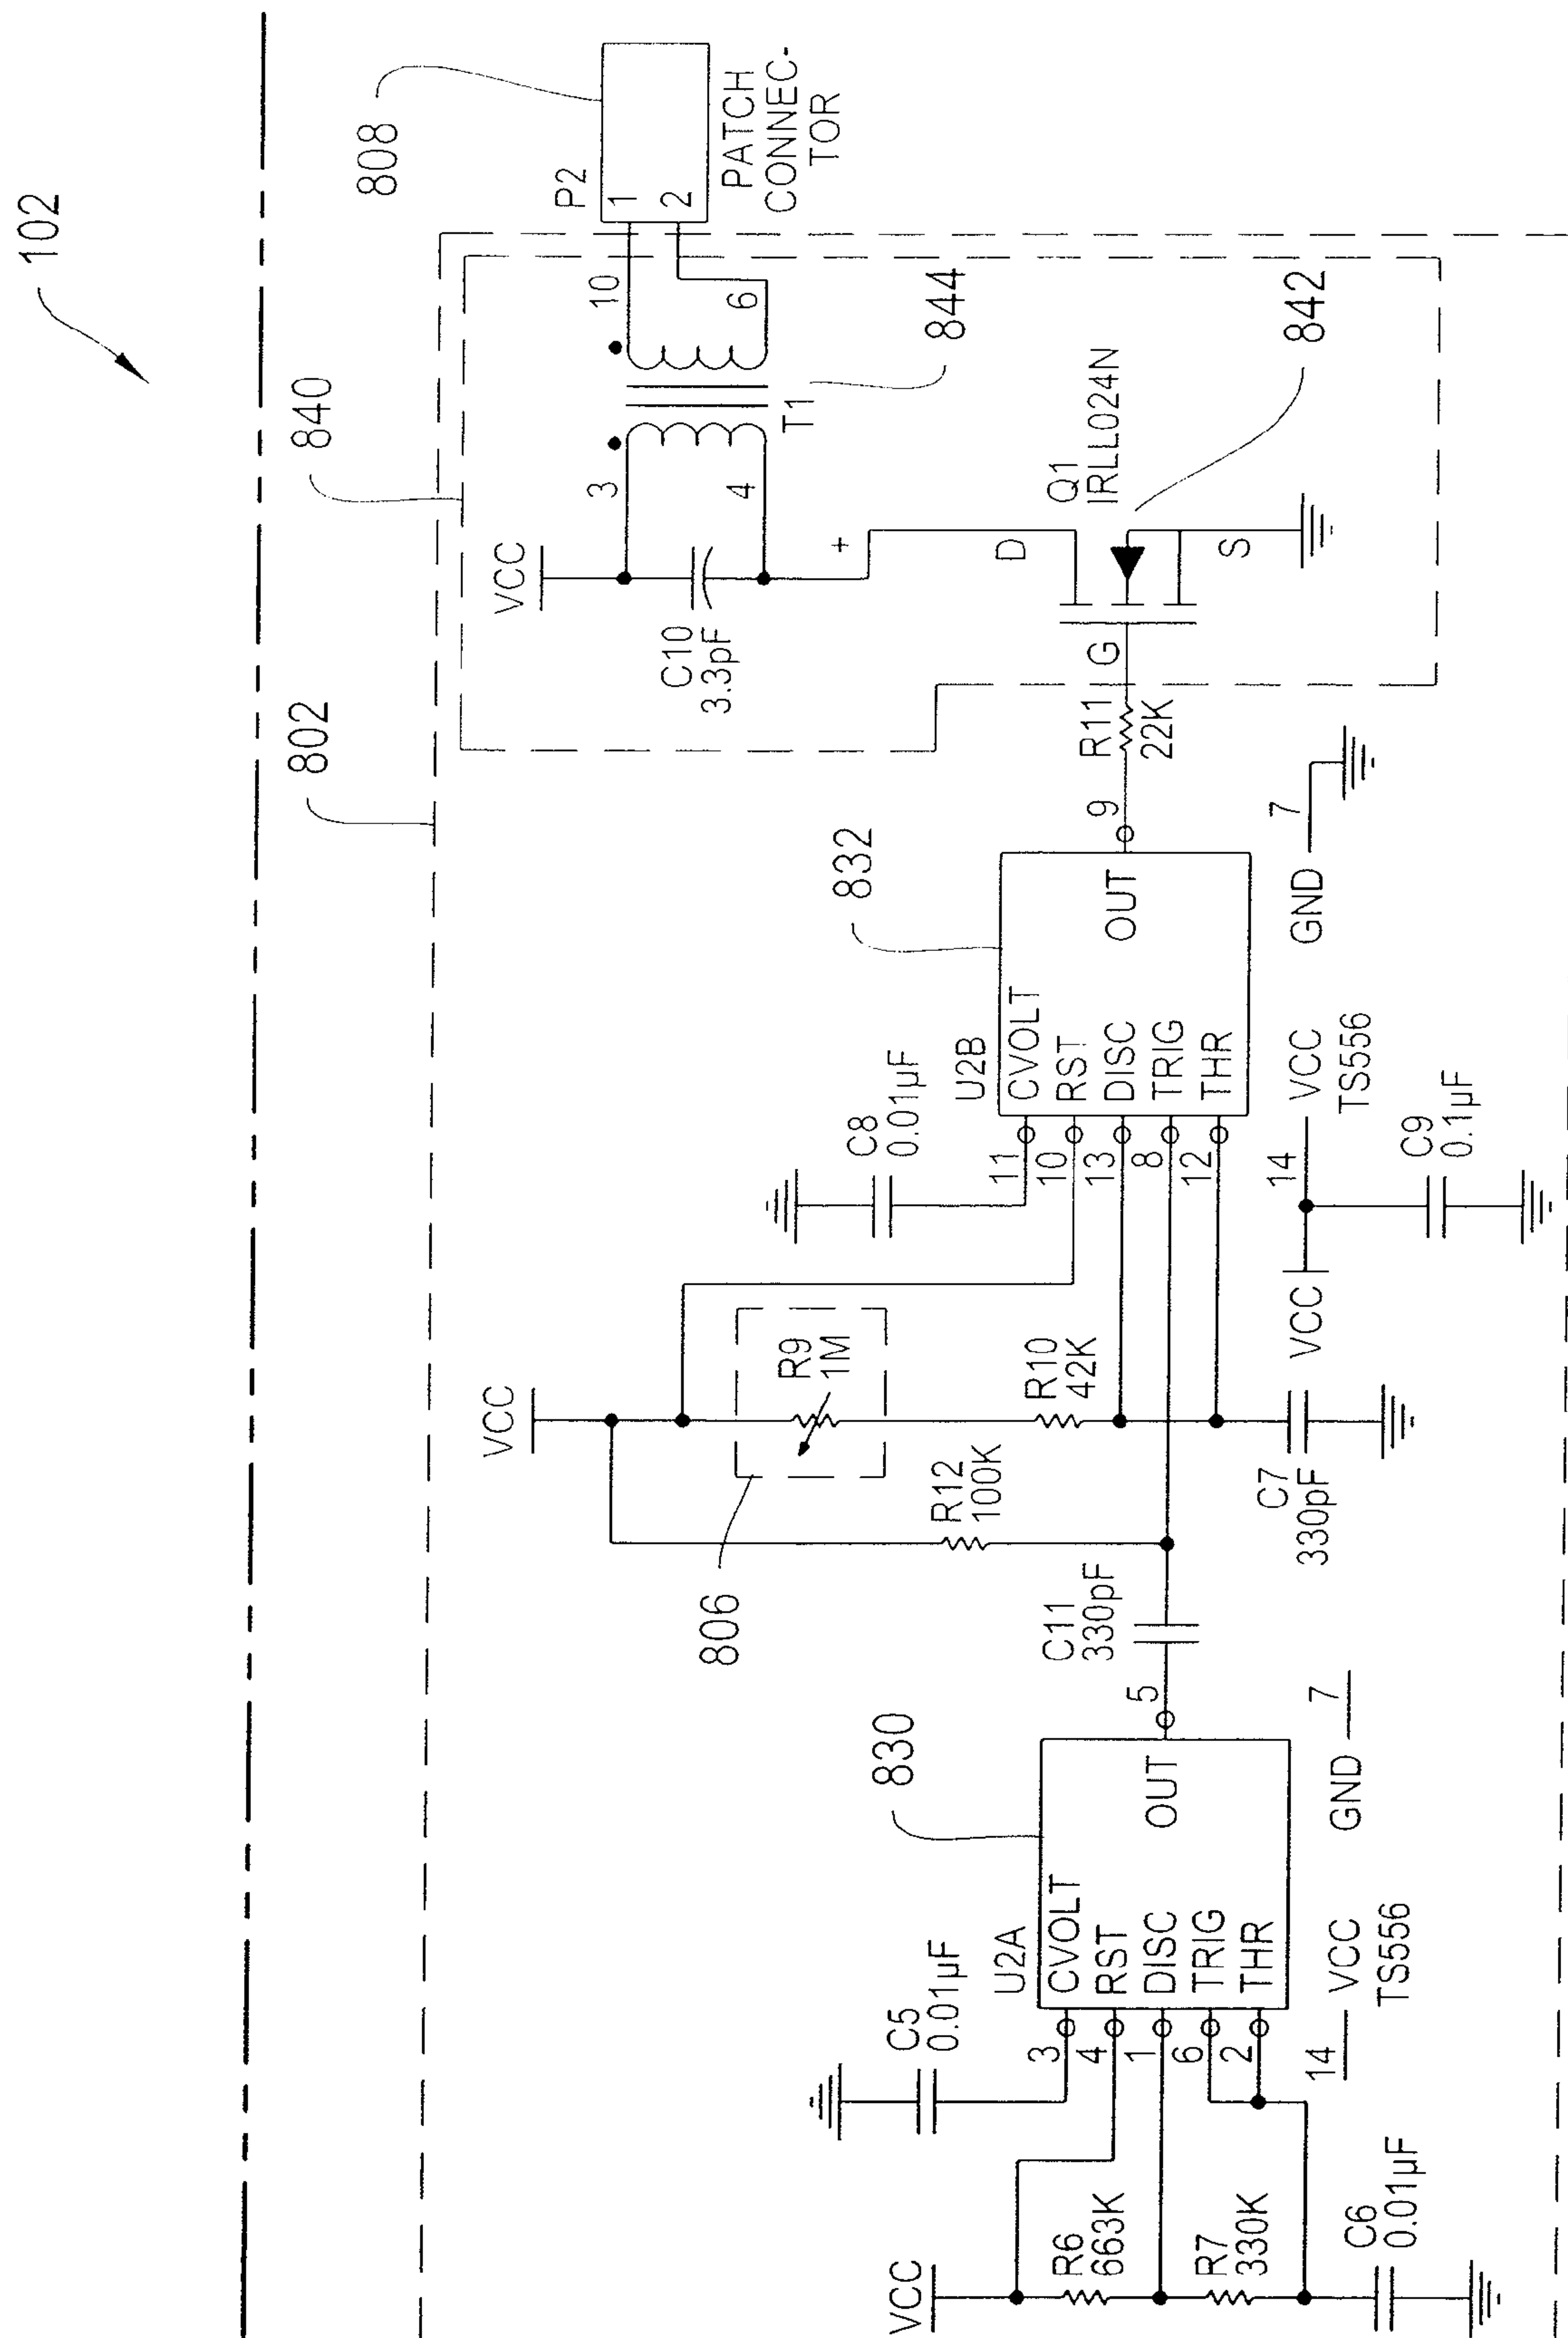 102
840
802
808
P2
1
2
PATCH
CONNEC-
TOR
VCC
3
4
10
6
T1
844
C10
3.3pF
+
D
G
S
Q1
IRLL024N
842
R11
22K
832
U2B
CVOLT
RST
DISC
TRIG
THR
OUT
9
11
10
13
8
12
C8
0.01µF
GND 7
14 VCC
TS556
VCC
C9
0.1µF
VCC
R9
1M
806
R10
42K
R12
100K
C7
330pF
C11
330pF
830
U2A
CVOLT
RST
DISC
TRIG
THR
OUT
5
3
4
1
6
2
C5
0.01µF
GND 7
14 VCC
TS556
VCC
R6
663K
R7
330K
C6
0.01µF